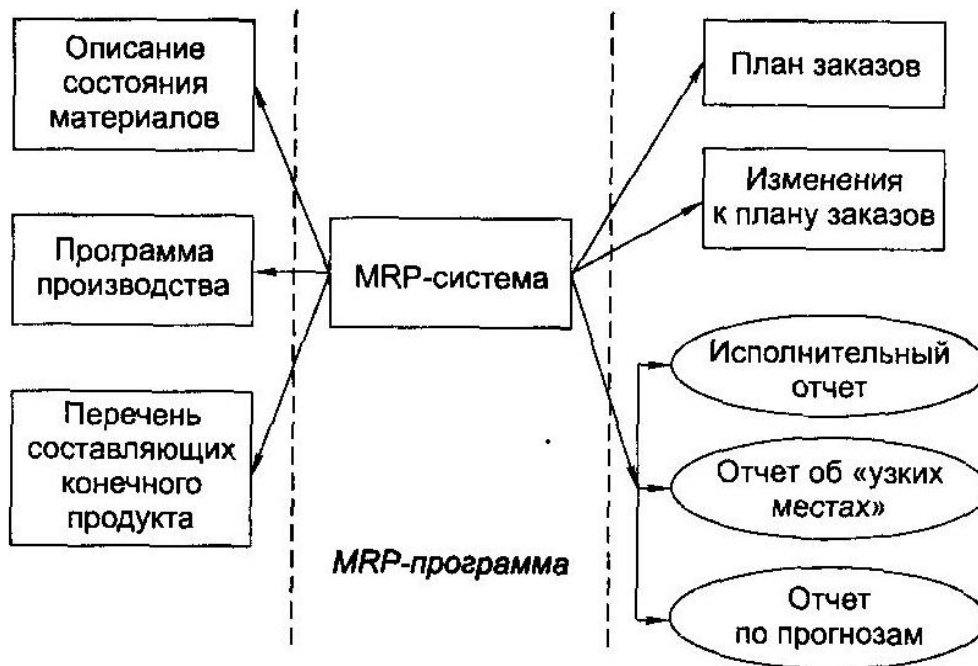 Описание
состояния
материалов
Программа
производства
Перечень
составляющих
конечного
продукта
MRP-система
MRP-программа
План заказов
Изменения
к плану заказов
Исполнительный
отчет
Отчет об «узких
местах»
Отчет
по прогнозам